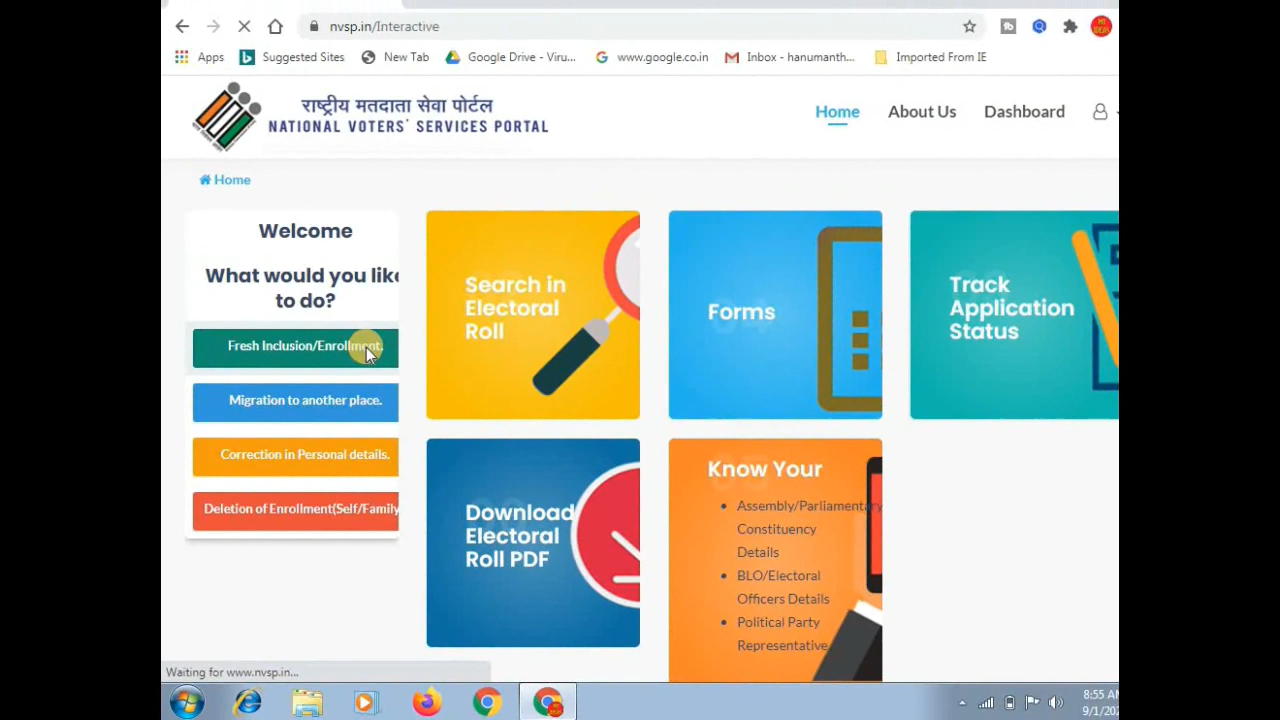 nvsp.in/Interactive
Apps
Suggested Sites
New Tab
Google Drive - Viru...
www.google.co.in
Inbox - hanumanth...
Imported From IE
राष्ट्रीय मतदाता सेवा पोर्टल
NATIONAL VOTERS' SERVICES PORTAL
Home
About Us
Dashboard
Home
Welcome
What would you like
to do?
Fresh Inclusion/Enrollment.
Migration to another place.
Correction in Personal details.
Deletion of Enrollment(Self/Family
Search in
Electoral
Roll
Forms
Track
Application
Status
Download
Electoral
Roll PDF
Know Your
Assembly/Parliamentary
Constituency
Details
BLO/Electoral
Officers Details
Political Party
Representative
Waiting for www.nvsp.in...
8:55 AM